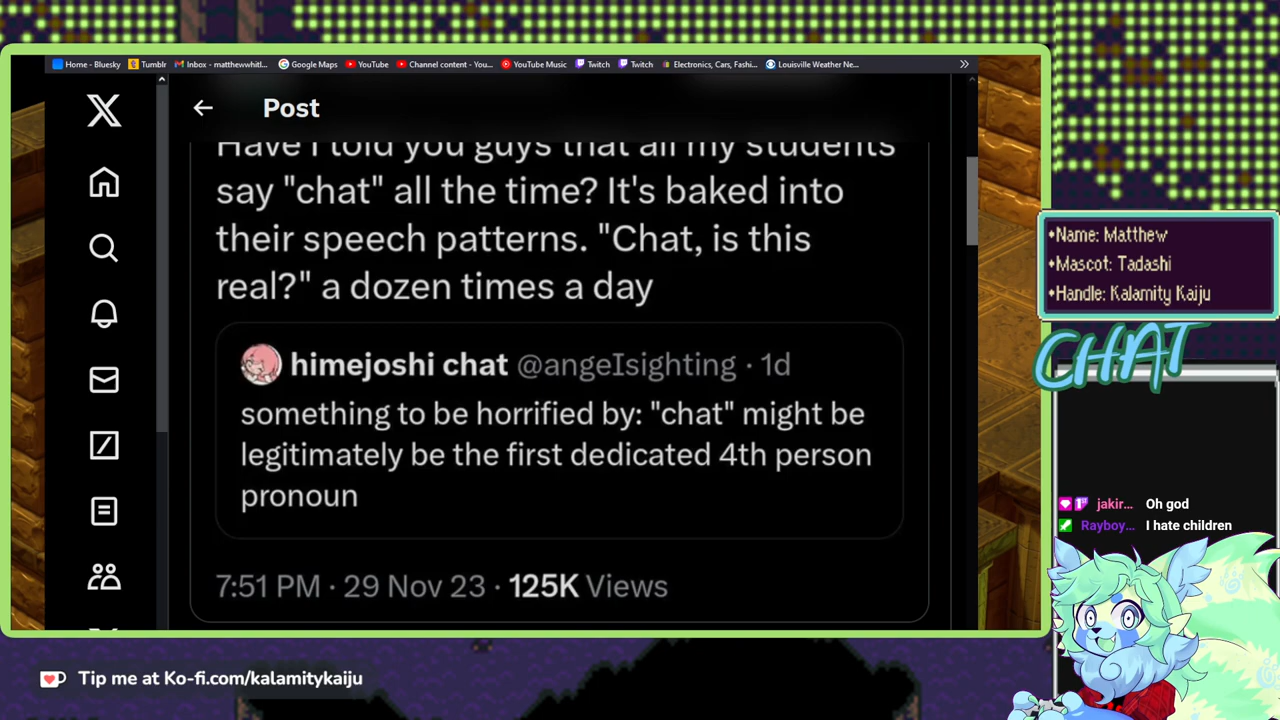 Home - Bluesky Tumblr Inbox - matthewwhitl... Google Maps YouTube Channel content - You... YouTube Music Twitch Twitch Electronics, Cars, Fashi... Louisville Weather Ne... »
Post
Have I told you guys that all my students
say "chat" all the time? It's baked into
their speech patterns. "Chat, is this
real?" a dozen times a day
himejoshi chat @angeIsighting · 1d
something to be horrified by: "chat" might be
legitimately be the first dedicated 4th person
pronoun
7:51 PM · 29 Nov 23 · 125K Views
•Name: Matthew
•Mascot: Tadashi
•Handle: Kalamity Kaiju
CHAT
jakir... Oh god
Rayboy... I hate children
Tip me at Ko-fi.com/kalamitykaiju